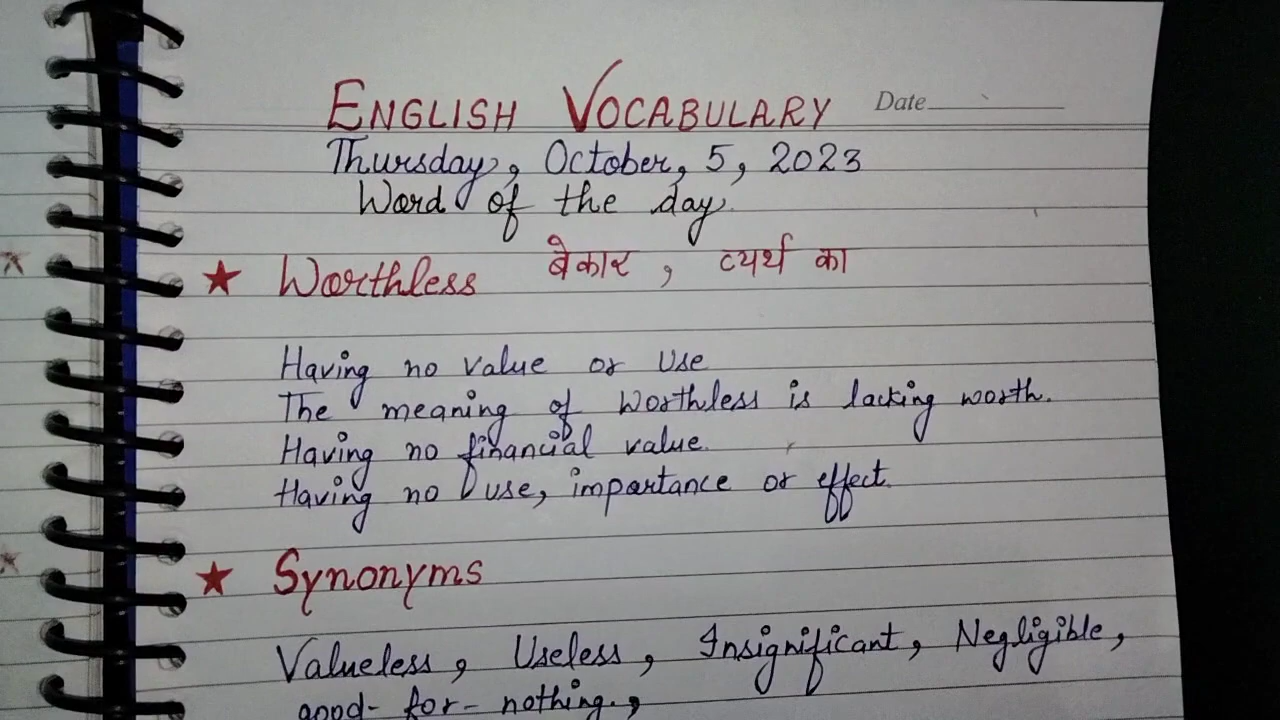 ENGLISH VOCABULARY Date
Thursday, October, 5, 2023
Word of the day.
★ Worthless बेकार , व्यर्थ का
Having no value or use
The meaning of worthless is lacking worth.
Having no financial value.
Having no use, importance or effect.
★ Synonyms
Valueless, Useless, Insignificant, Negligible,
good-for-nothing.,